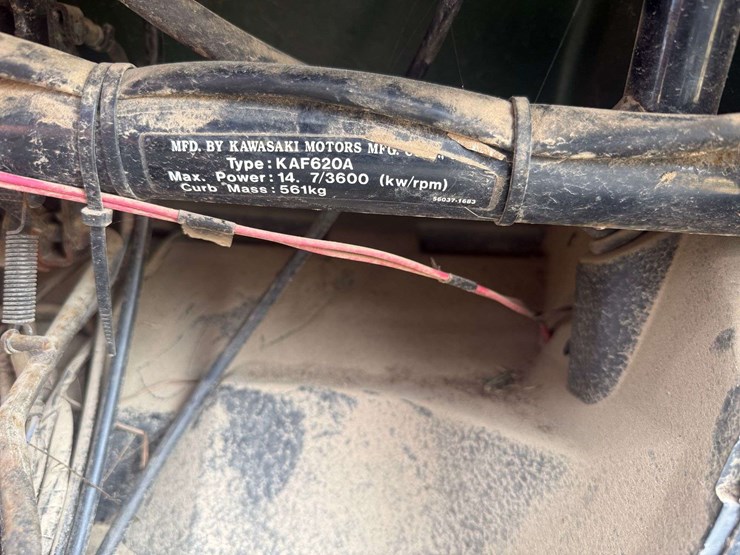 MFD. BY KAWASAKI MOTORS MFG.
Type: KAF620A
Max. Power: 14. 7/3600 (kw/rpm)
Curb Mass: 561kg
56037-1683